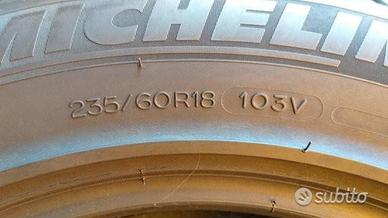 MICHELIN
235/60R18 103V
subito